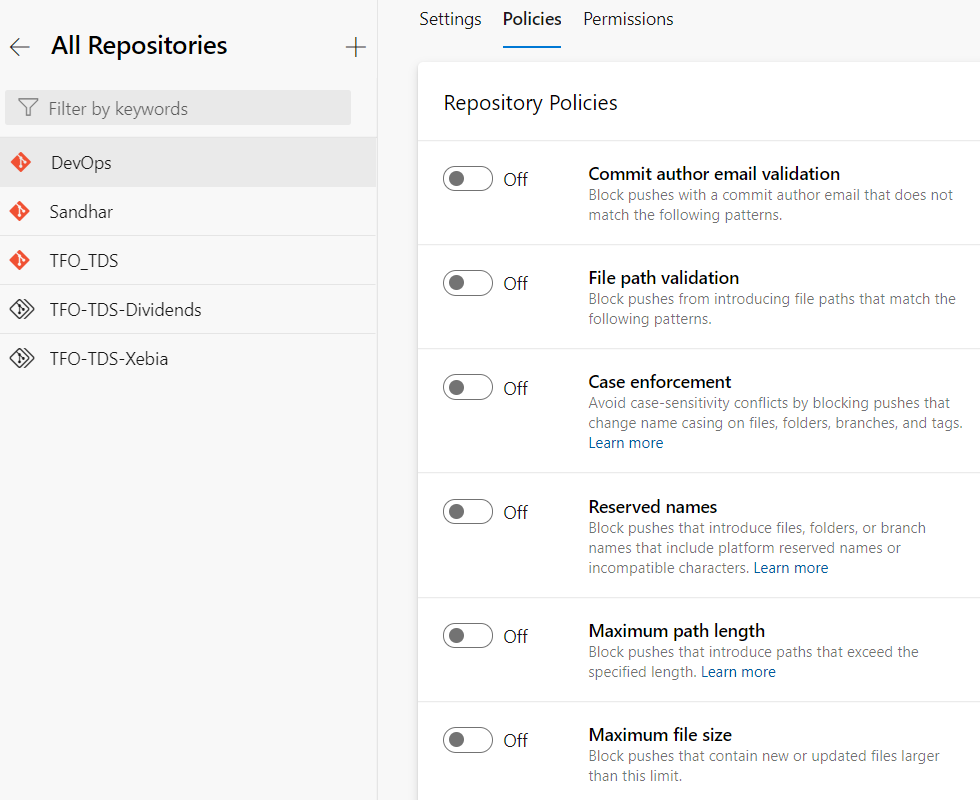 All Repositories
Filter by keywords
DevOps
Sandhar
TFO_TDS
TFO-TDS-Dividends
TFO-TDS-Xebia
Settings
Policies
Permissions
Repository Policies
Off
Commit author email validation
Block pushes with a commit author email that does not
match the following patterns.
Off
File path validation
Block pushes from introducing file paths that match the
following patterns.
Off
Case enforcement
Avoid case-sensitivity conflicts by blocking pushes that
change name casing on files, folders, branches, and tags.
Learn more
Off
Reserved names
Block pushes that introduce files, folders, or branch
names that include platform reserved names or
incompatible characters. Learn more
Off
Maximum path length
Block pushes that introduce paths that exceed the
specified length. Learn more
Off
Maximum file size
Block pushes that contain new or updated files larger
than this limit.